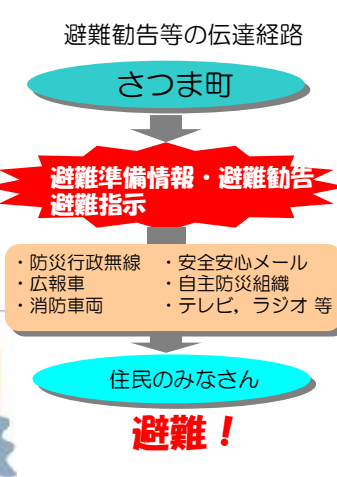 避難勧告等の伝達経路
さつま町
避難準備情報・避難勧告
避難指示
・防災行政無線 ・安全安心メール
・広報車 ・自主防災組織
・消防車両 ・テレビ，ラジオ 等
住民のみなさん
避難！